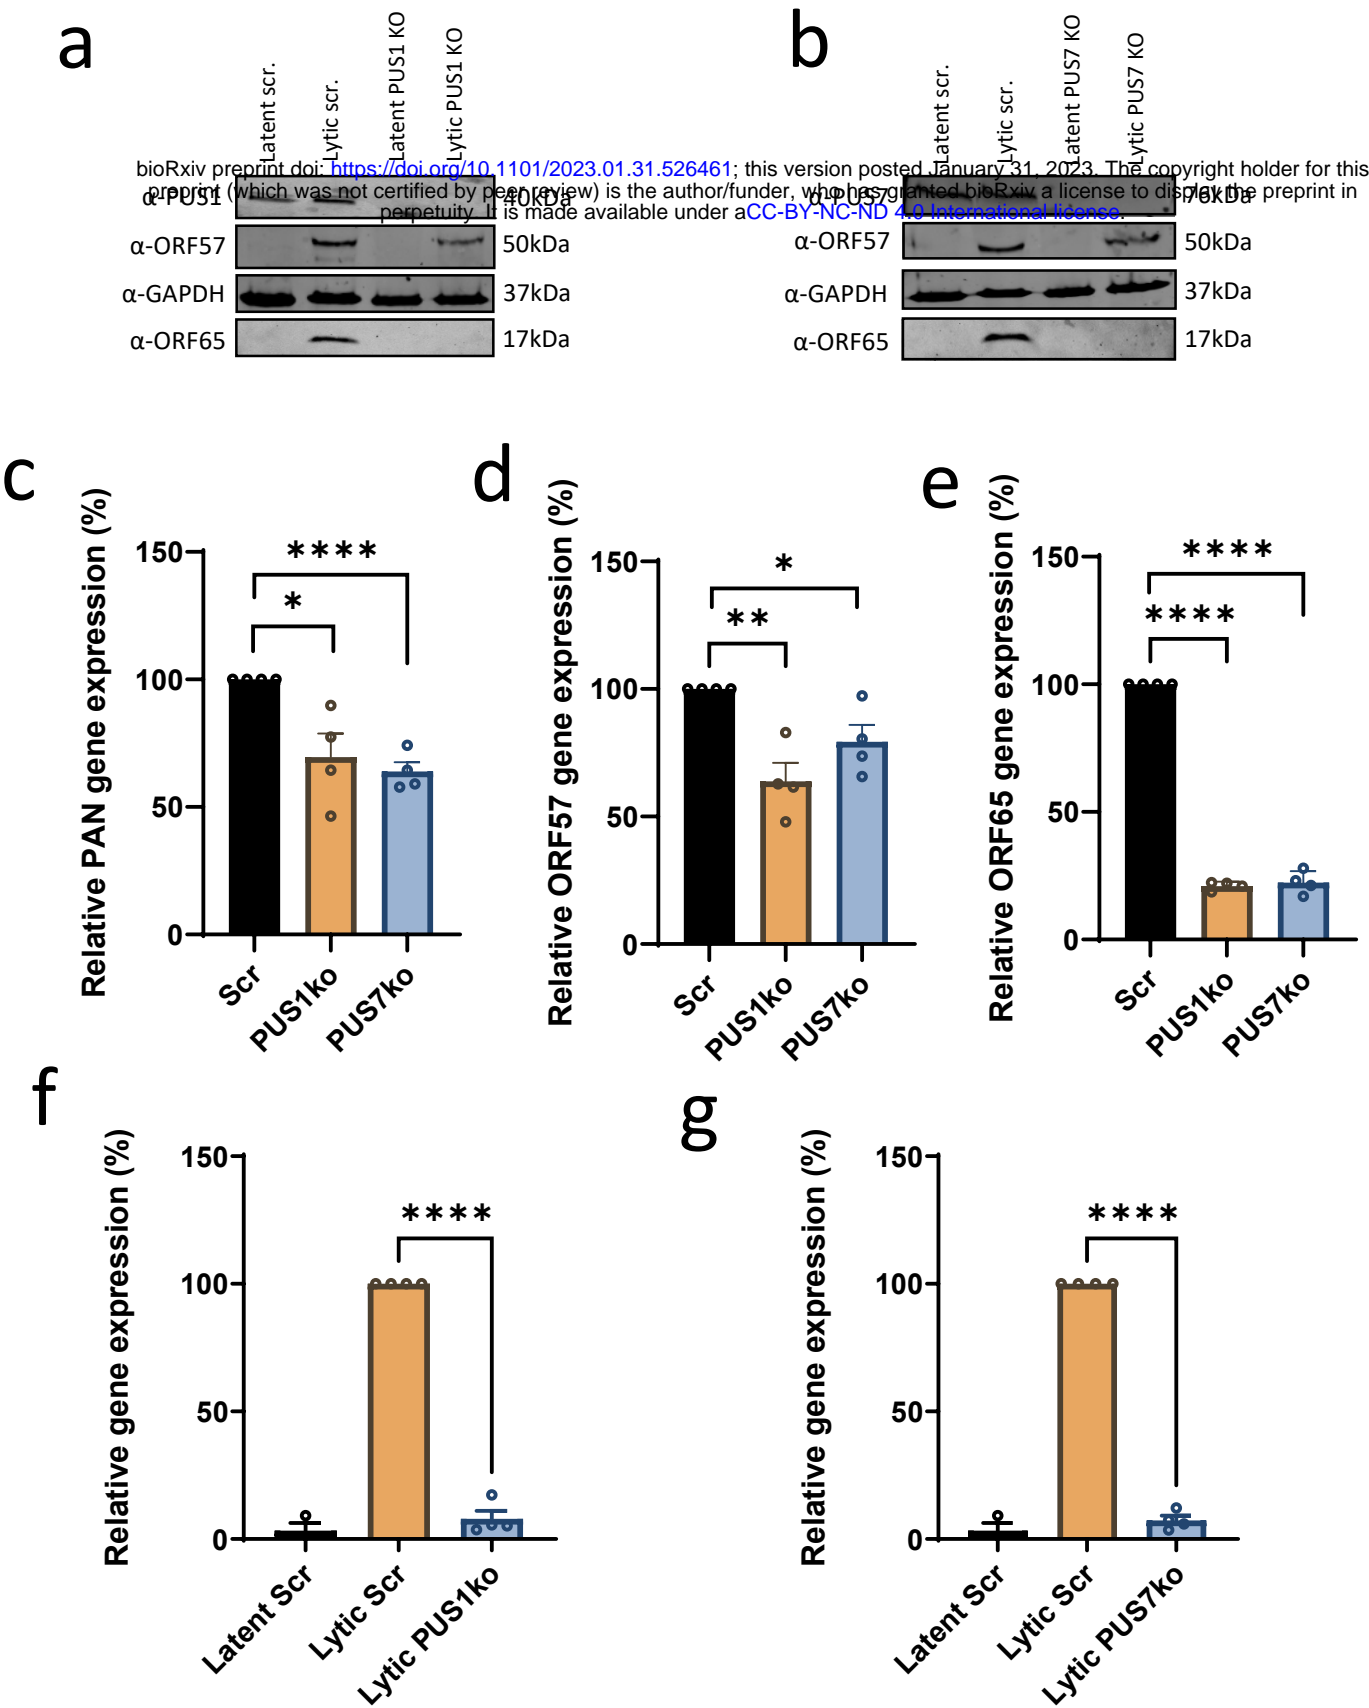 a
Latent scr.
Lytic scr.
Latent PUS1 KO
Lytic PUS1 KO
b
Latent scr.
Lytic scr.
Latent PUS7 KO
Lytic PUS7 KO
bioRxiv preprint doi: https://doi.org/10.1101/2023.01.31.526461; this version posted January 31, 2023. The copyright holder for this
preprint (which was not certified by peer review) is the author/funder, who has granted bioRxiv a license to display the preprint in
perpetuity. It is made available under aCC-BY-NC-ND 4.0 International license.
α-PUS1
40kDa
α-ORF57
50kDa
α-GAPDH
37kDa
α-ORF65
17kDa
α-PUS7
76kDa
α-ORF57
50kDa
α-GAPDH
37kDa
α-ORF65
17kDa
c
Relative PAN gene expression (%)
150
100
50
0
****
*
Scr
PUS1ko
PUS7ko
d
Relative ORF57 gene expression (%)
150
100
50
0
*
**
Scr
PUS1ko
PUS7ko
e
Relative ORF65 gene expression (%)
150
100
50
0
****
****
Scr
PUS1ko
PUS7ko
f
Relative gene expression (%)
150
100
50
0
****
Latent Scr
Lytic Scr
Lytic PUS1ko
g
Relative gene expression (%)
150
100
50
0
****
Latent Scr
Lytic Scr
Lytic PUS7ko